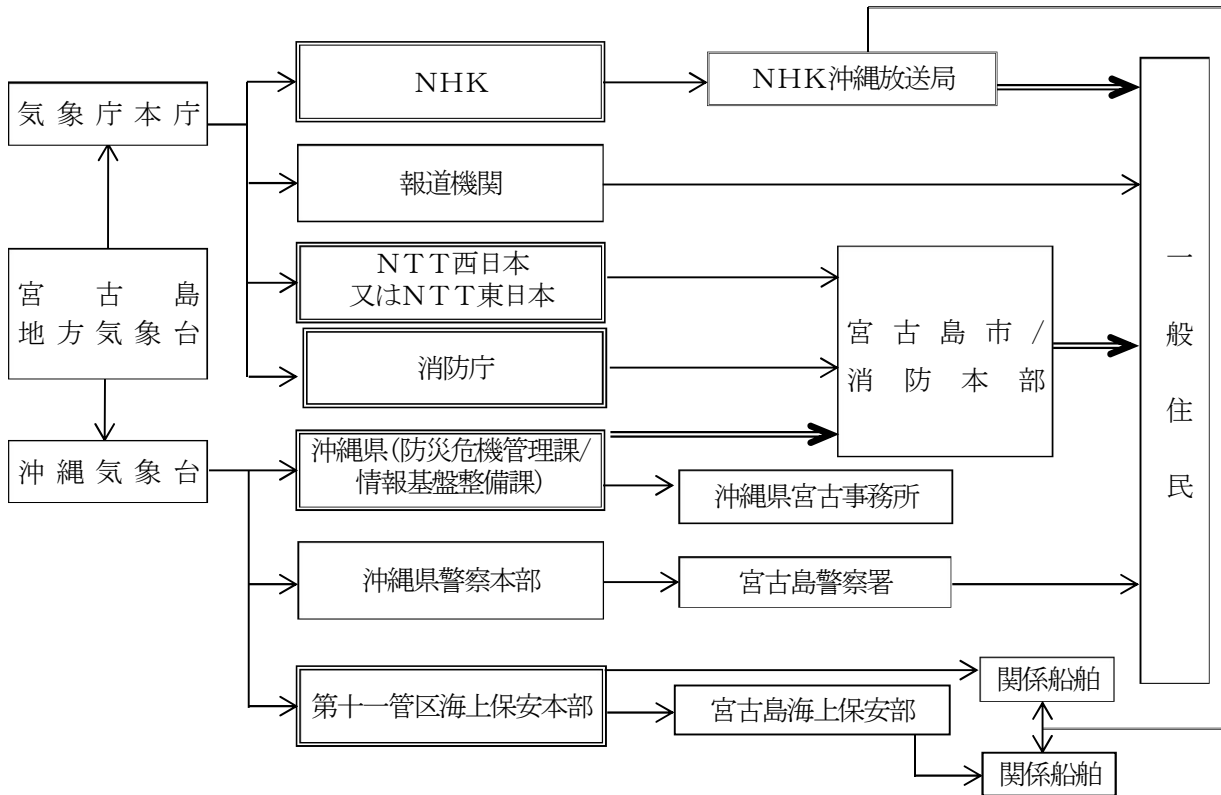 NHK
NHK沖縄放送局
気象庁本庁
報道機関
宮古島
地方気象台
NTT西日本
又はNTT東日本
消防庁
宮古島市/
消防本部
一般住民
沖縄気象台
沖縄県(防災危機管理課/
情報基盤整備課)
沖縄県宮古事務所
沖縄県警察本部
宮古島警察署
第十一管区海上保安本部
宮古島海上保安部
関係船舶
関係船舶